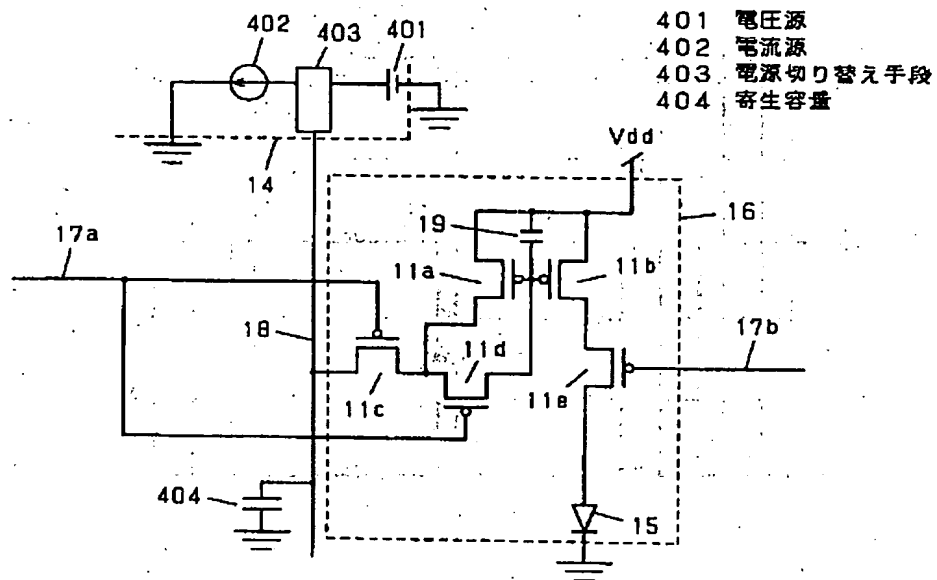 402
403
401
401 電圧源
402 電流源
403 電源切り替え手段
404 寄生容量
14
Vdd
16
17a
19
11a
11b
18
11d
17b
11c
11e
404
15